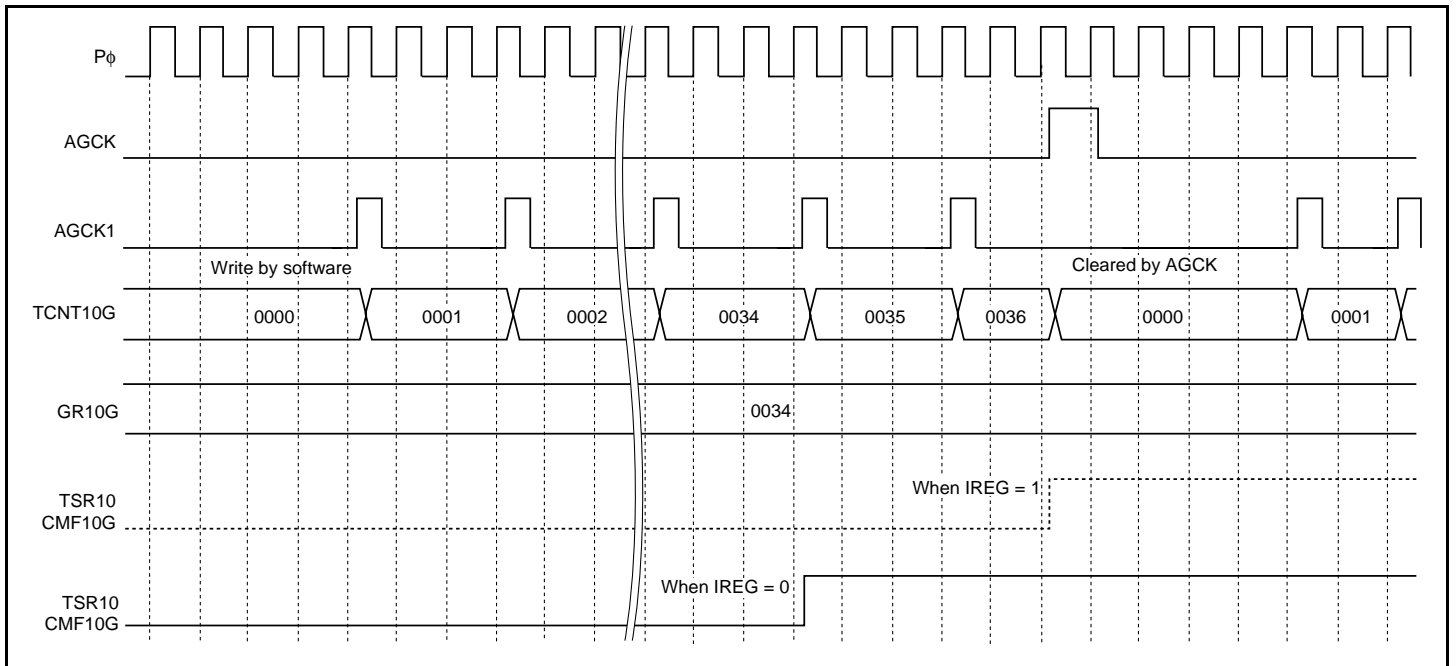 Pφ
AGCK
AGCK1
Write by software
Cleared by AGCK
TCNT10G
0000
0001
0002
0034
0035
0036
0000
0001
GR10G
0034
TSR10
CMF10G
When IREG = 1
TSR10
CMF10G
When IREG = 0